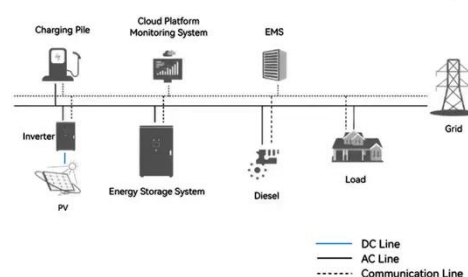 Charging Pile
Cloud Platform
Monitoring System
EMS
Grid
Inverter
PV
Energy Storage System
Diesel
Load
DC Line
AC Line
Communication Line